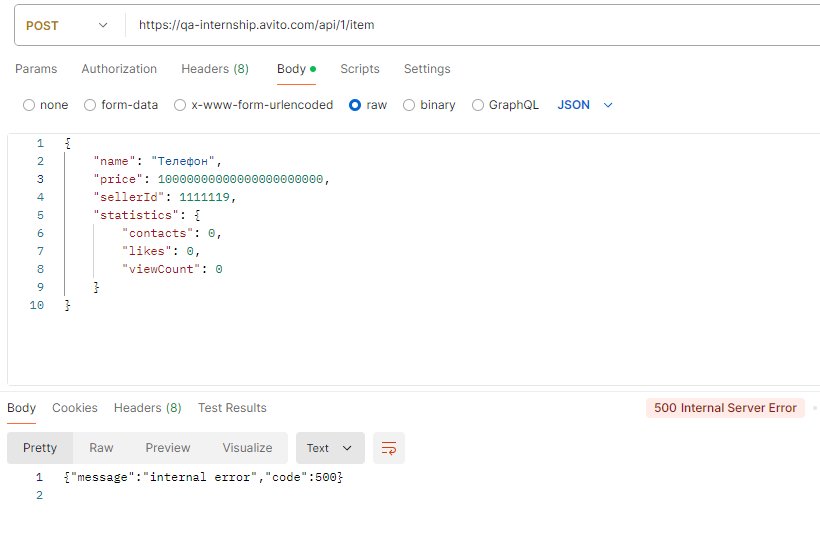 POST https://qa-internship.avito.com/api/1/item
Params Authorization Headers (8) Body Scripts Settings
none form-data x-www-form-urlencoded raw binary GraphQL JSON
1 {
2 "name": "Телефон",
3 "price": 10000000000000000000000,
4 "sellerId": 1111119,
5 "statistics": {
6 "contacts": 0,
7 "likes": 0,
8 "viewCount": 0
9 }
10 }
Body Cookies Headers (8) Test Results 500 Internal Server Error
Pretty Raw Preview Visualize Text
1 {"message":"internal error","code":500}
2